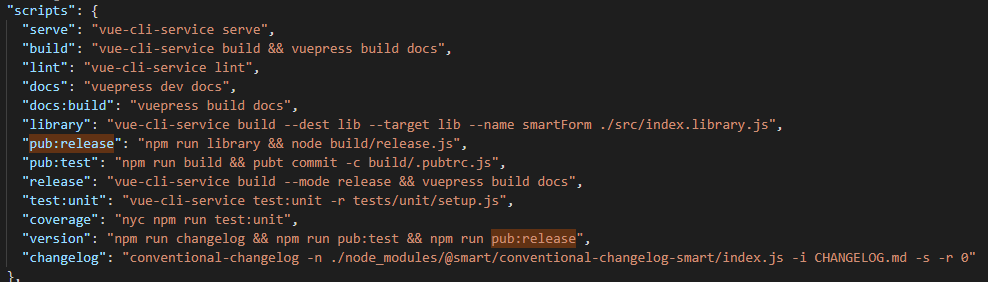 "scripts": {
"serve": "vue-cli-service serve",
"build": "vue-cli-service build && vuepress build docs",
"lint": "vue-cli-service lint",
"docs": "vuepress dev docs",
"docs:build": "vuepress build docs",
"library": "vue-cli-service build --dest lib --target lib --name smartForm ./src/index.library.js",
"pub:release": "npm run library && node build/release.js",
"pub:test": "npm run build && pubt commit -c build/.pubtrc.js",
"release": "vue-cli-service build --mode release && vuepress build docs",
"test:unit": "vue-cli-service test:unit -r tests/unit/setup.js",
"coverage": "nyc npm run test:unit",
"version": "npm run changelog && npm run pub:test && npm run pub:release",
"changelog": "conventional-changelog -n ./node_modules/@smart/conventional-changelog-smart/index.js -i CHANGELOG.md -s -r 0"
},